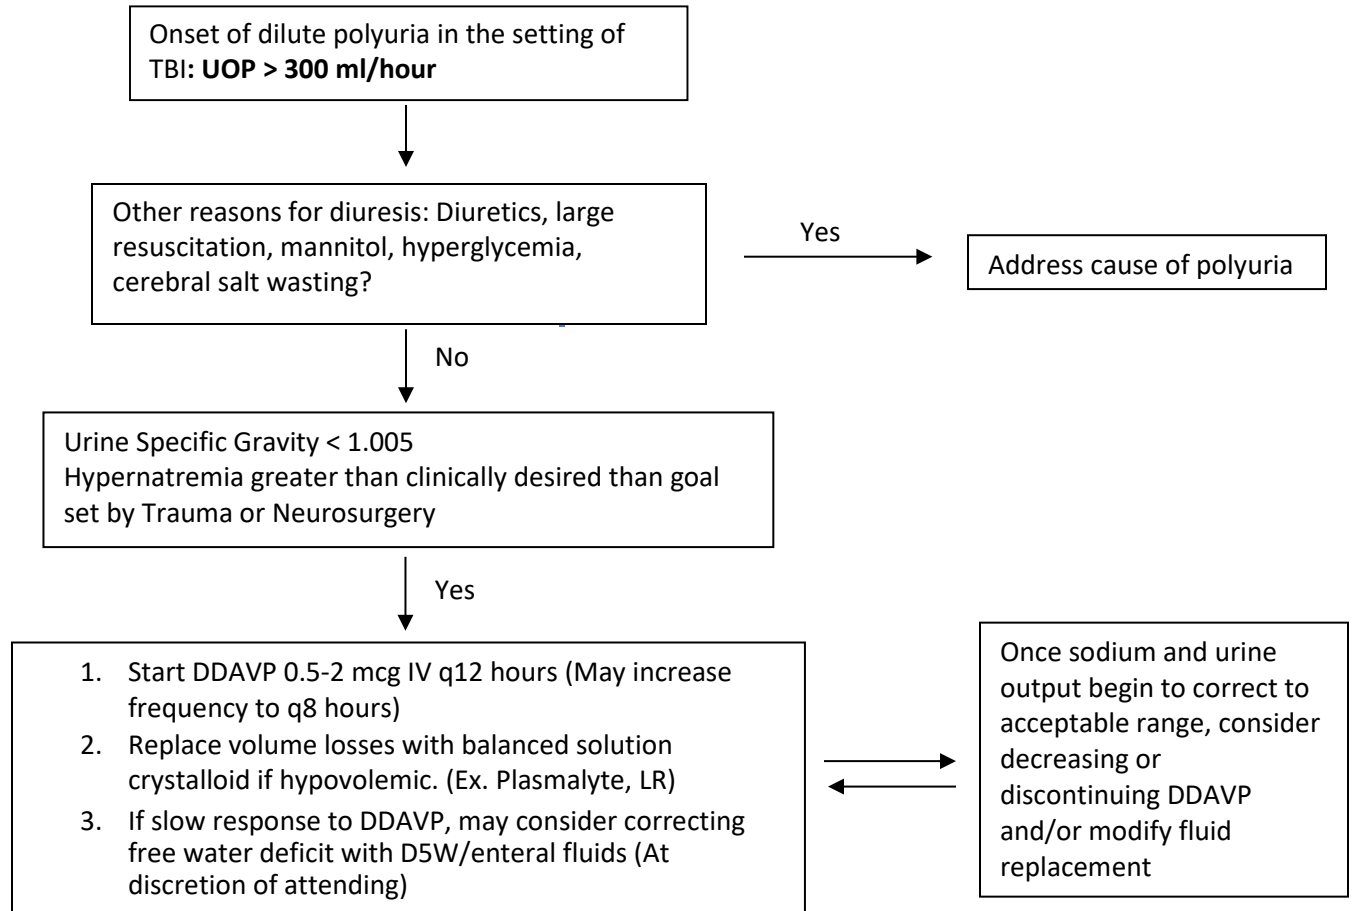 Onset of dilute polyuria in the setting of
TBI: UOP > 300 ml/hour
Other reasons for diuresis: Diuretics, large
resuscitation, mannitol, hyperglycemia,
cerebral salt wasting?
Yes
Address cause of polyuria
No
Urine Specific Gravity < 1.005
Hypernatremia greater than clinically desired than goal
set by Trauma or Neurosurgery
Yes
1. Start DDAVP 0.5-2 mcg IV q12 hours (May increase
frequency to q8 hours)
2. Replace volume losses with balanced solution
crystalloid if hypovolemic. (Ex. Plasmalyte, LR)
3. If slow response to DDAVP, may consider correcting
free water deficit with D5W/enteral fluids (At
discretion of attending)
Once sodium and urine
output begin to correct to
acceptable range, consider
decreasing or
discontinuing DDAVP
and/or modify fluid
replacement